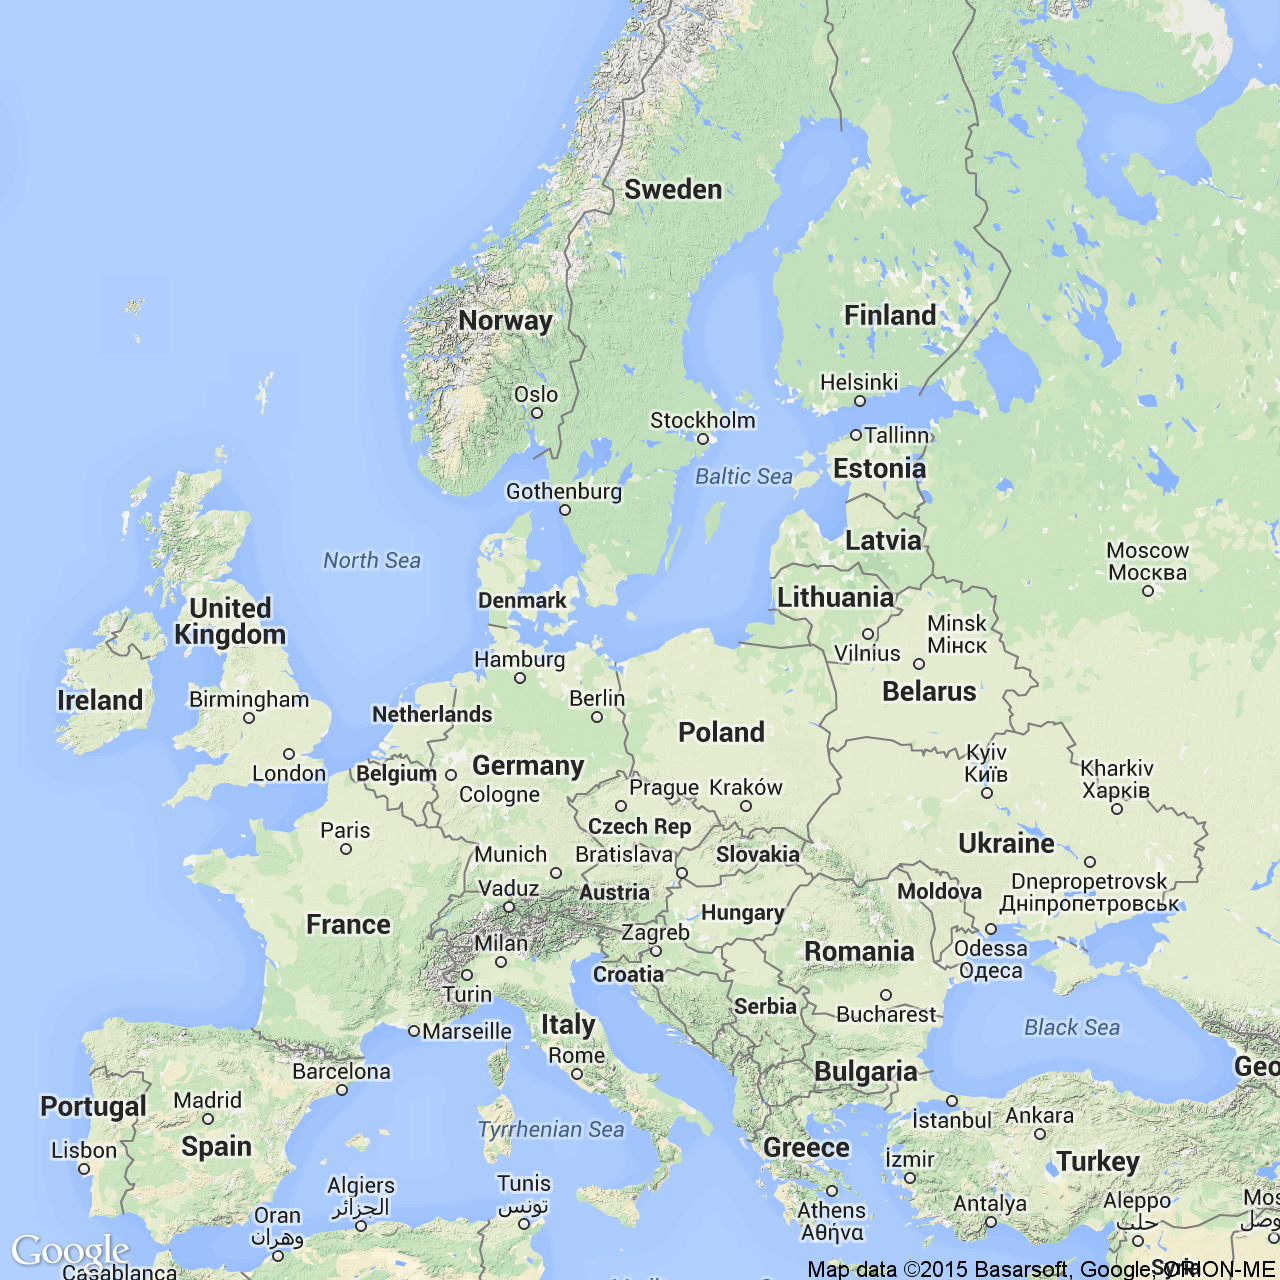 Sweden
Norway
Finland
Helsinki
Oslo
Stockholm
Tallinn
Estonia
Baltic Sea
Gothenburg
North Sea
Latvia
Moscow
Москва
Denmark
Lithuania
United
Kingdom
Minsk
Мінск
Vilnius
Hamburg
Belarus
Ireland
Birmingham
Berlin
Netherlands
Poland
London
Belgium
Germany
Cologne
Prague
Kraków
Kyiv
Київ
Kharkiv
Харків
Paris
Czech Rep
Ukraine
Munich
Bratislava
Slovakia
Vaduz
Austria
Moldova
Dnepropetrovsk
Дніпропетровськ
France
Hungary
Zagreb
Milan
Romania
Odessa
Одеса
Croatia
Turin
Serbia
Bucharest
Marseille
Italy
Black Sea
Rome
Barcelona
Bulgaria
Geo
Portugal
Madrid
İstanbul
Ankara
Tyrrhenian Sea
Lisbon
Spain
Greece
İzmir
Turkey
Algiers
الجزائر
Tunis
تونس
Antalya
Aleppo
حلب
Mos
وصل
Oran
وهران
Athens
Αθήνα
Google
Casablanca
Syria
Map data ©2015 Basarsoft, Google, ORION-ME